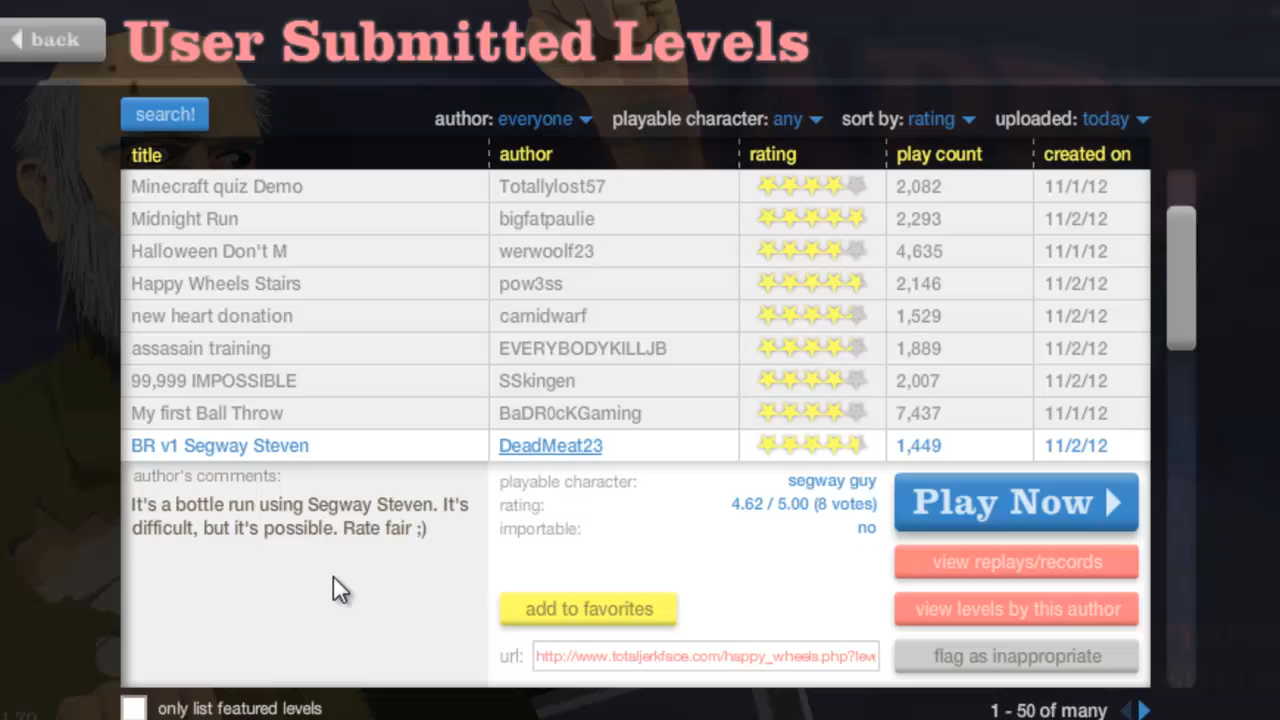 back
User Submitted Levels
search!
author: everyone
playable character: any
sort by: rating
uploaded: today
title author rating play count created on
Minecraft quiz Demo Totallylost57 2,082 11/1/12
Midnight Run bigfatpaulie 2,293 11/2/12
Halloween Don't M werwoolf23 4,635 11/1/12
Happy Wheels Stairs pow3ss 2,146 11/2/12
new heart donation camidwarf 1,529 11/2/12
assasain training EVERYBODYKILLJB 1,889 11/2/12
99,999 IMPOSSIBLE SSkingen 2,007 11/2/12
My first Ball Throw BaDR0cKGaming 7,437 11/1/12
BR v1 Segway Steven DeadMeat23 1,449 11/2/12
author's comments:
It's a bottle run using Segway Steven. It's
difficult, but it's possible. Rate fair ;)
playable character: segway guy
rating: 4.62 / 5.00 (8 votes)
importable: no
add to favorites
url: http://www.totaljerkface.com/happy_wheels.php?leve
Play Now
view replays/records
view levels by this author
flag as inappropriate
only list featured levels
1 - 50 of many
1.70